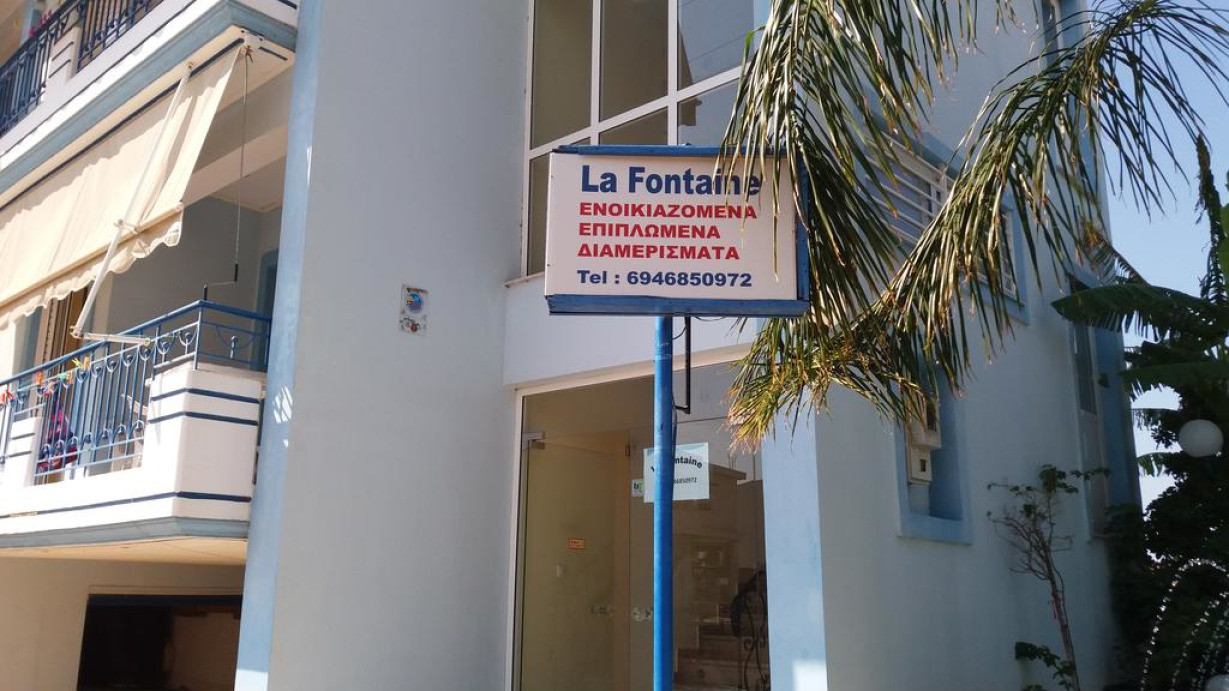 La Fontaine
ΕΝΟΙΚΙΑΖΟΜΕΝΑ
ΕΠΙΠΛΩΜΕΝΑ
ΔΙΑΜΕΡΙΣΜΑΤΑ
Tel : 6946850972